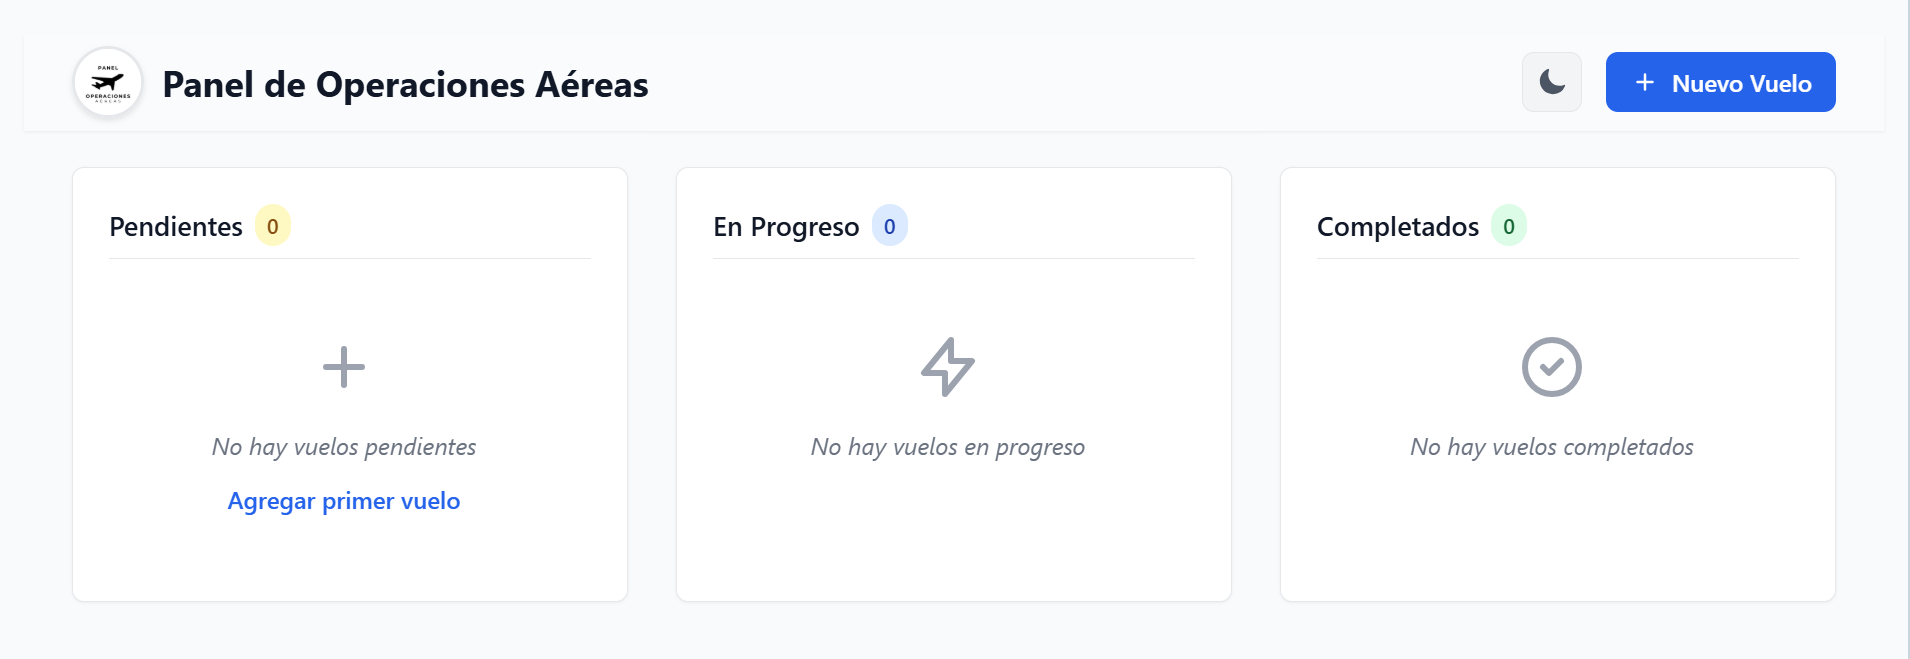 PANEL
OPERACIONES
AÉREAS
Panel de Operaciones Aéreas
Nuevo Vuelo
Pendientes 0
No hay vuelos pendientes
Agregar primer vuelo
En Progreso 0
No hay vuelos en progreso
Completados 0
No hay vuelos completados